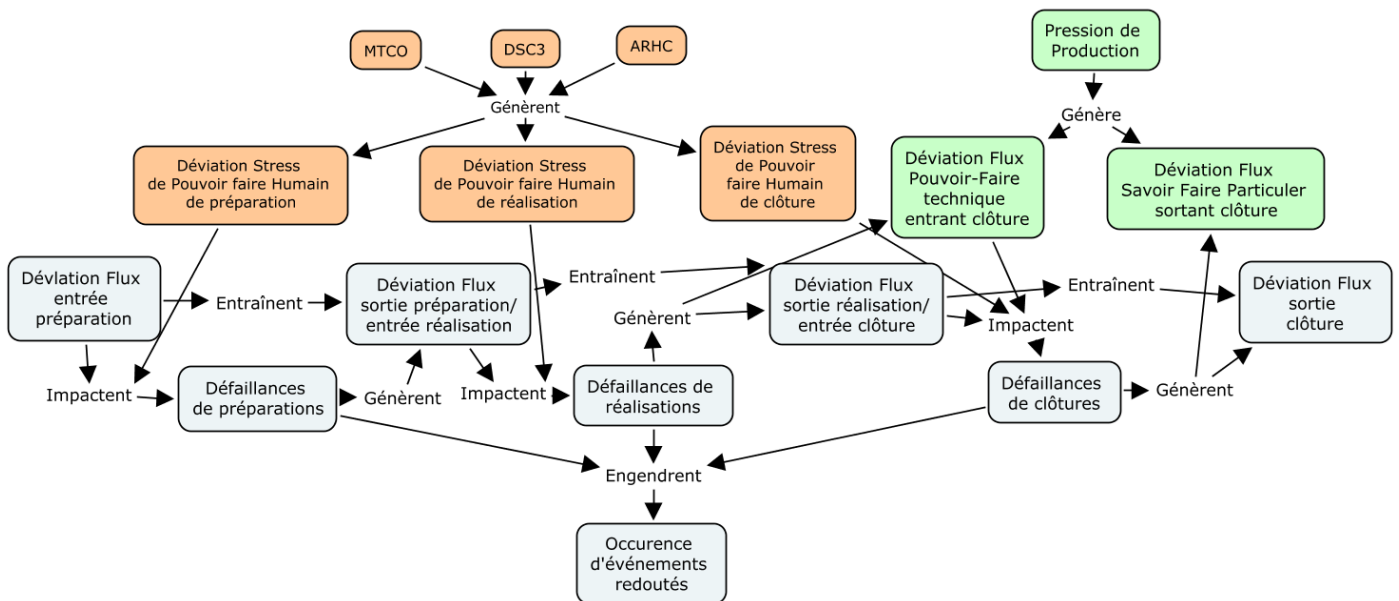 MTCO
DSC3
ARHC
Pression de
Production
Génèrent
Génère
Déviation Stress
de Pouvoir faire Humain
de préparation
Déviation Stress
de Pouvoir faire Humain
de réalisation
Déviation Stress
de Pouvoir
faire Humain
de clôture
Déviation Flux
Pouvoir-Faire
technique
entrant clôture
Déviation Flux
Savoir Faire Particuler
sortant clôture
Dévlation Flux
entrée
préparation
Entraînent
Déviation Flux
sortie préparation/
entrée réalisation
Entraînent
Génèrent
Déviation Flux
sortie réalisation/
entrée clôture
Entraînent
Impactent
Déviation Flux
sortie
clôture
Impactent
Défaillances
de préparations
Génèrent
Impactent
Défaillances de
réalisations
Défaillances
de clôtures
Génèrent
Engendrent
Occurence
d'événements
redoutés